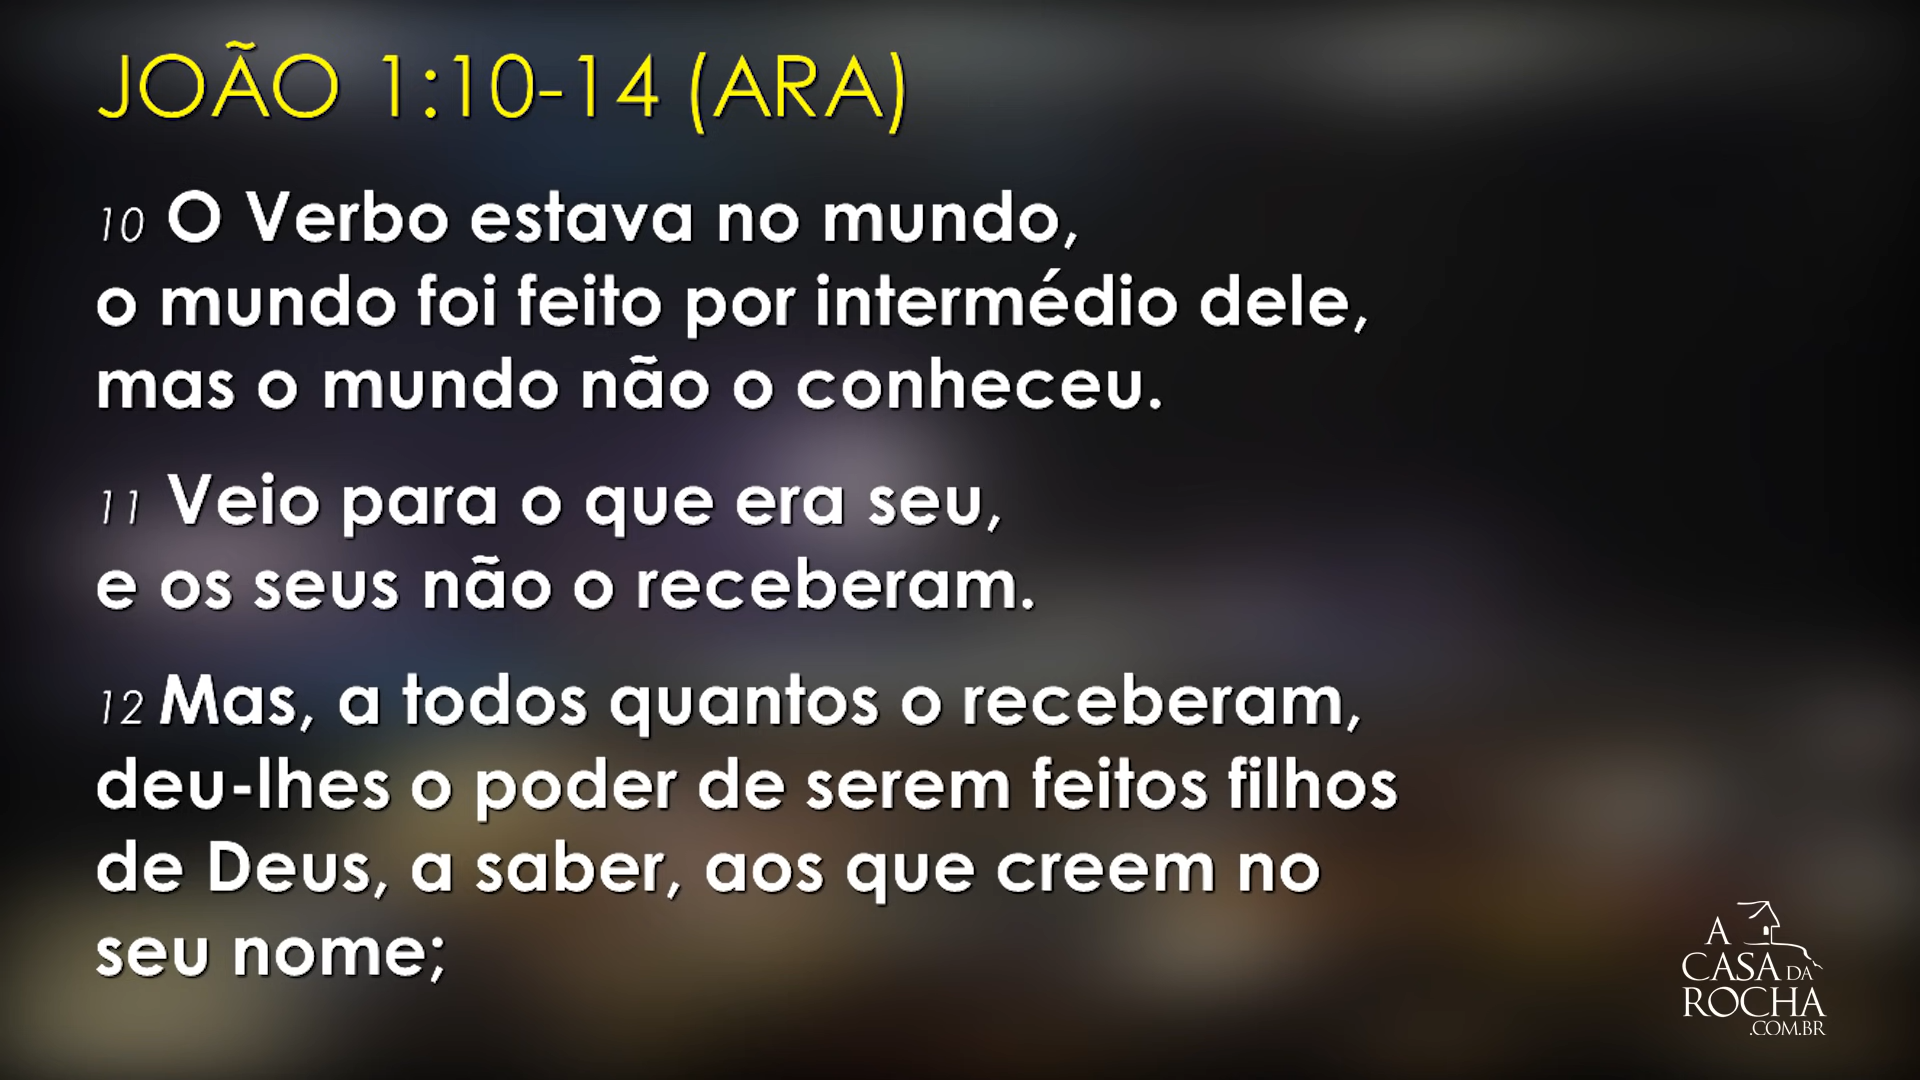 JOÃO 1:10-14 (ARA)
10 O Verbo estava no mundo,
o mundo foi feito por intermédio dele,
mas o mundo não o conheceu.
11 Veio para o que era seu,
e os seus não o receberam.
12 Mas, a todos quantos o receberam,
deu-lhes o poder de serem feitos filhos
de Deus, a saber, aos que creem no
seu nome;
A
CASA DA
ROCHA
.COM.BR